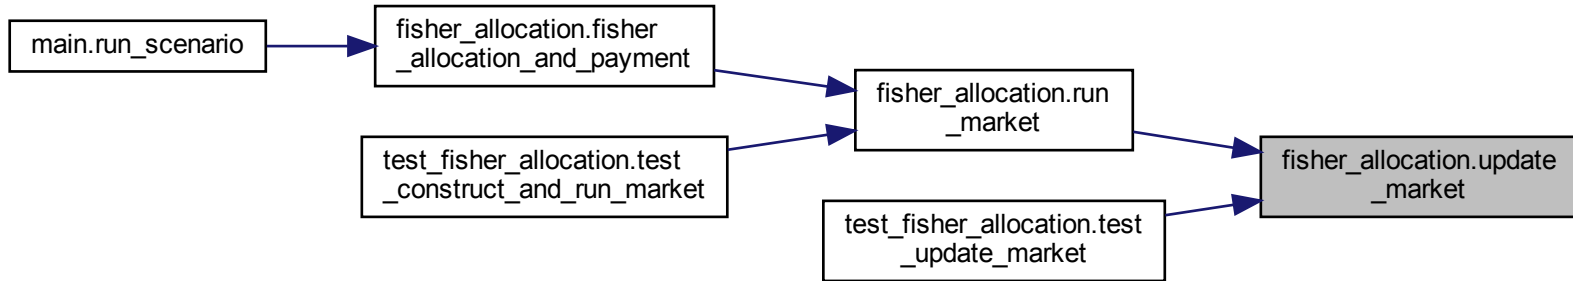 main.run_scenario
fisher_allocation.fisher
_allocation_and_payment
test_fisher_allocation.test
_construct_and_run_market
fisher_allocation.run
_market
test_fisher_allocation.test
_update_market
fisher_allocation.update
_market